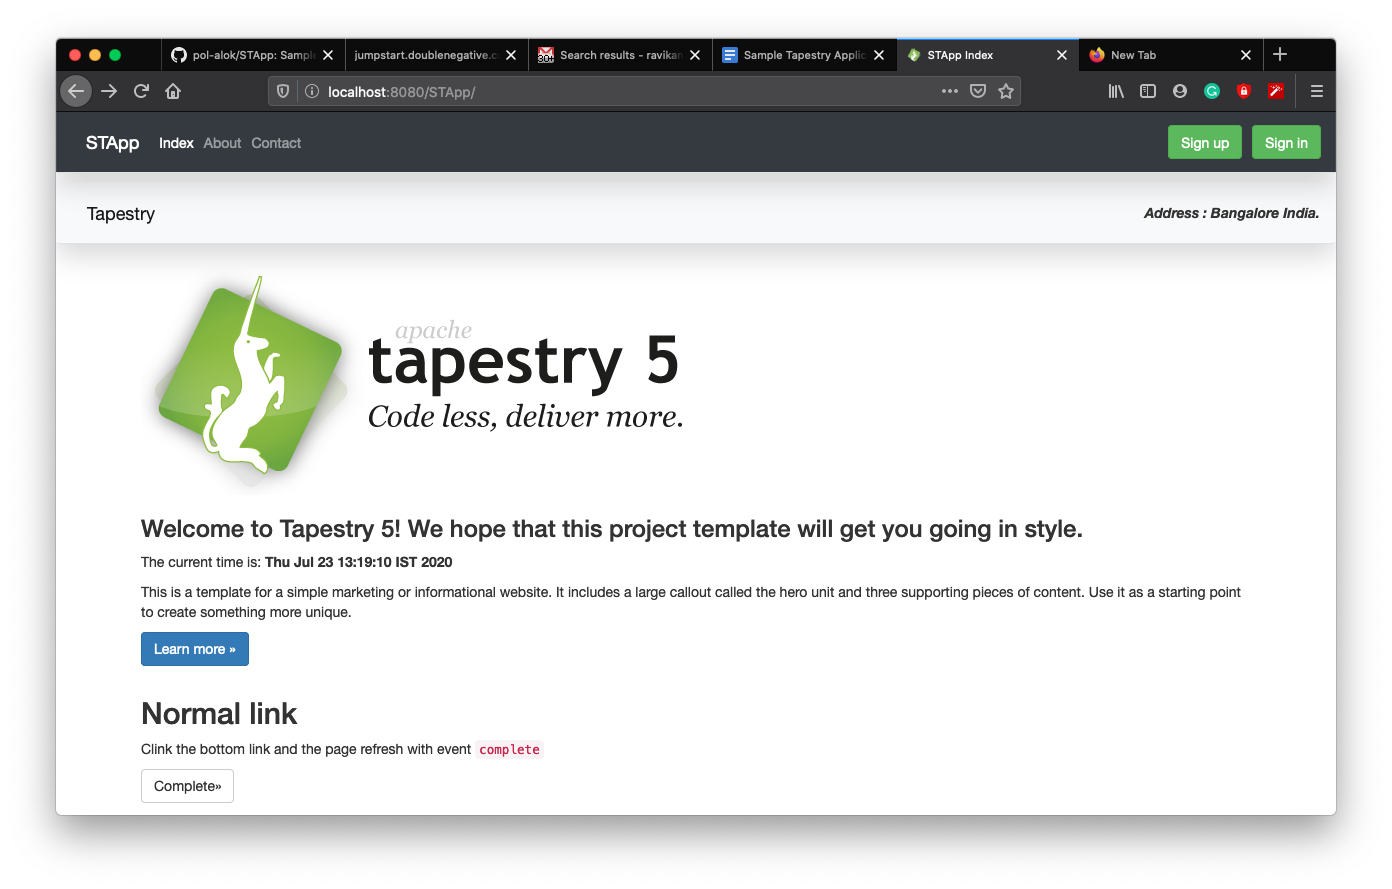 pol-alok/STApp: Sample
jumpstart.doublenegative.c
Search results - ravikan
Sample Tapestry Applic
STApp Index
New Tab
localhost:8080/STApp/
STApp Index About Contact
Sign up Sign in
Tapestry
Address : Bangalore India.
apache
tapestry 5
Code less, deliver more.
Welcome to Tapestry 5! We hope that this project template will get you going in style.
The current time is: Thu Jul 23 13:19:10 IST 2020
This is a template for a simple marketing or informational website. It includes a large callout called the hero unit and three supporting pieces of content. Use it as a starting point
to create something more unique.
Learn more »
Normal link
Clink the bottom link and the page refresh with event complete
Complete»